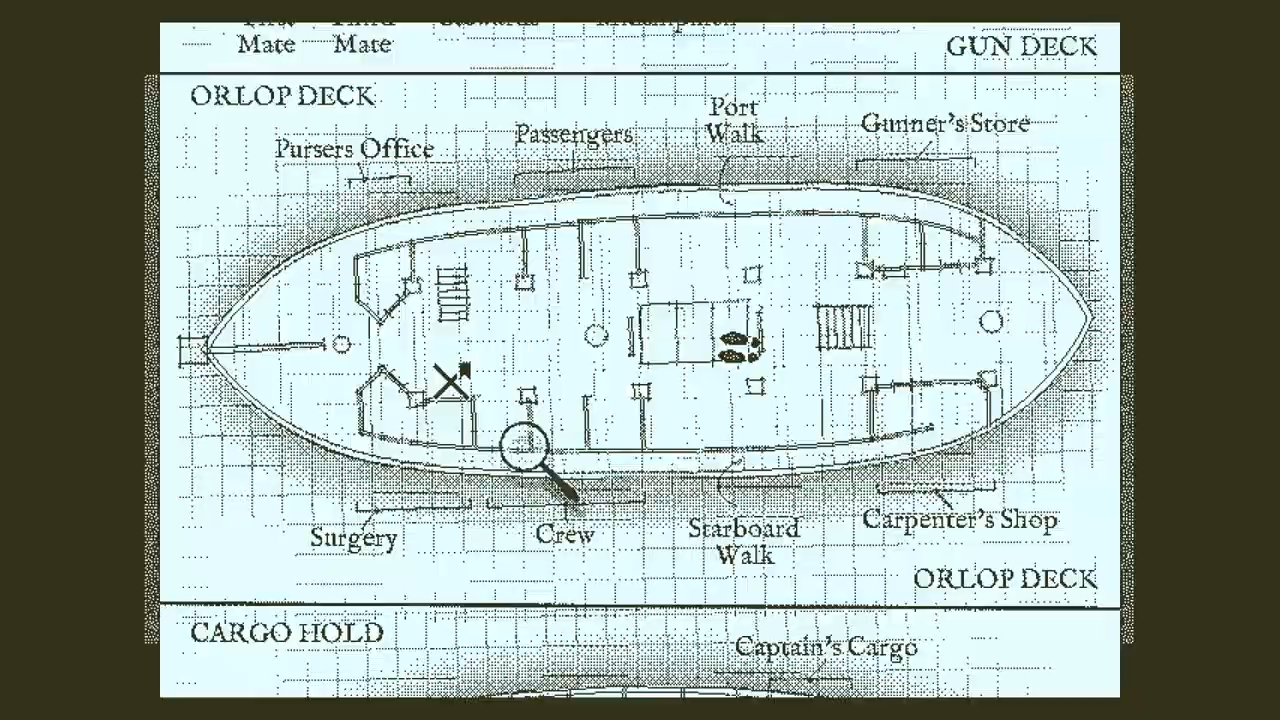 Mate Mate
GUN DECK
ORLOP DECK
Port
Walk
Gunner's Store
Passengers
Pursers Office
Surgery
Crew
Starboard
Walk
Carpenter's Shop
ORLOP DECK
CARGO HOLD
Captain's Cargo